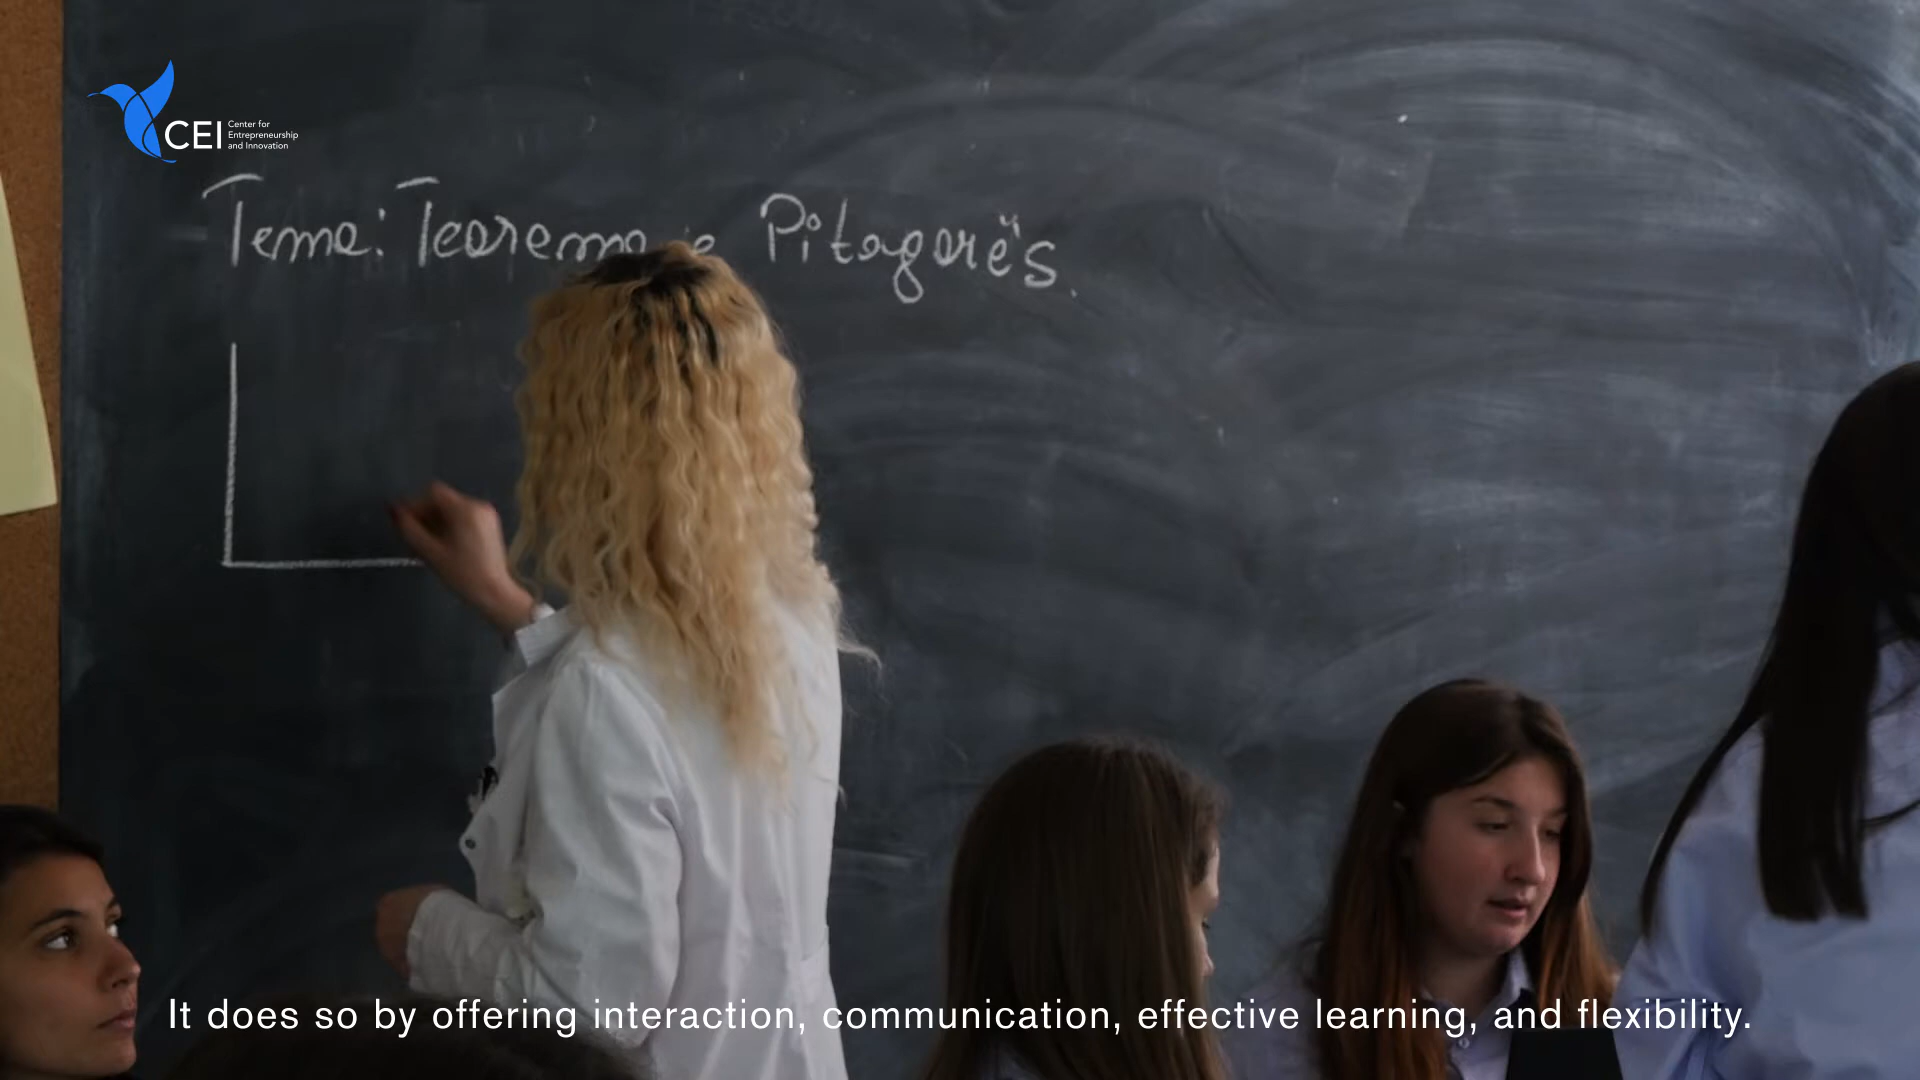 CEI
Center for
Entrepreneurship
and Innovation
Tema: Teorema e Pitagorës.
It does so by offering interaction, communication, effective learning, and flexibility.